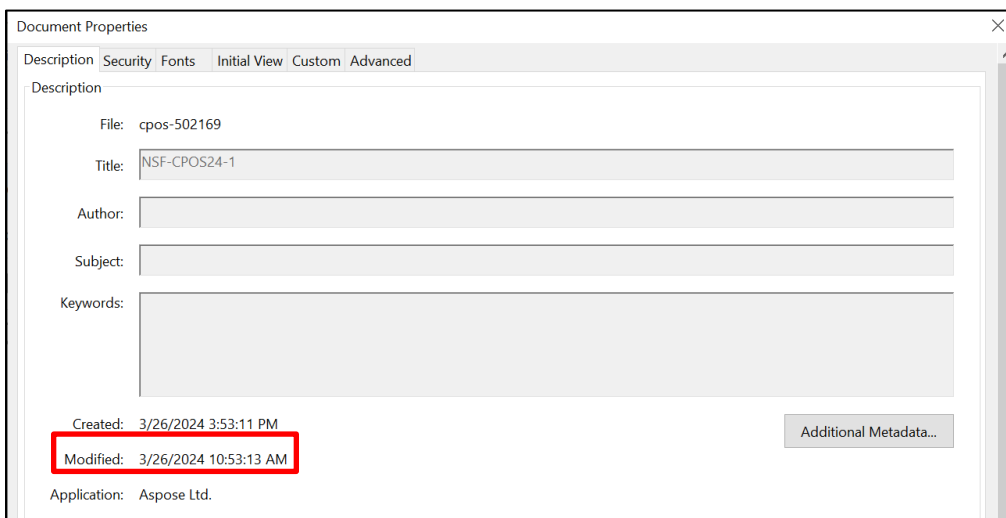 Document Properties
Description Security Fonts Initial View Custom Advanced
Description
File: cpos-502169
Title: NSF-CPOS24-1
Author:
Subject:
Keywords:
Created: 3/26/2024 3:53:11 PM
Additional Metadata...
Modified: 3/26/2024 10:53:13 AM
Application: Aspose Ltd.